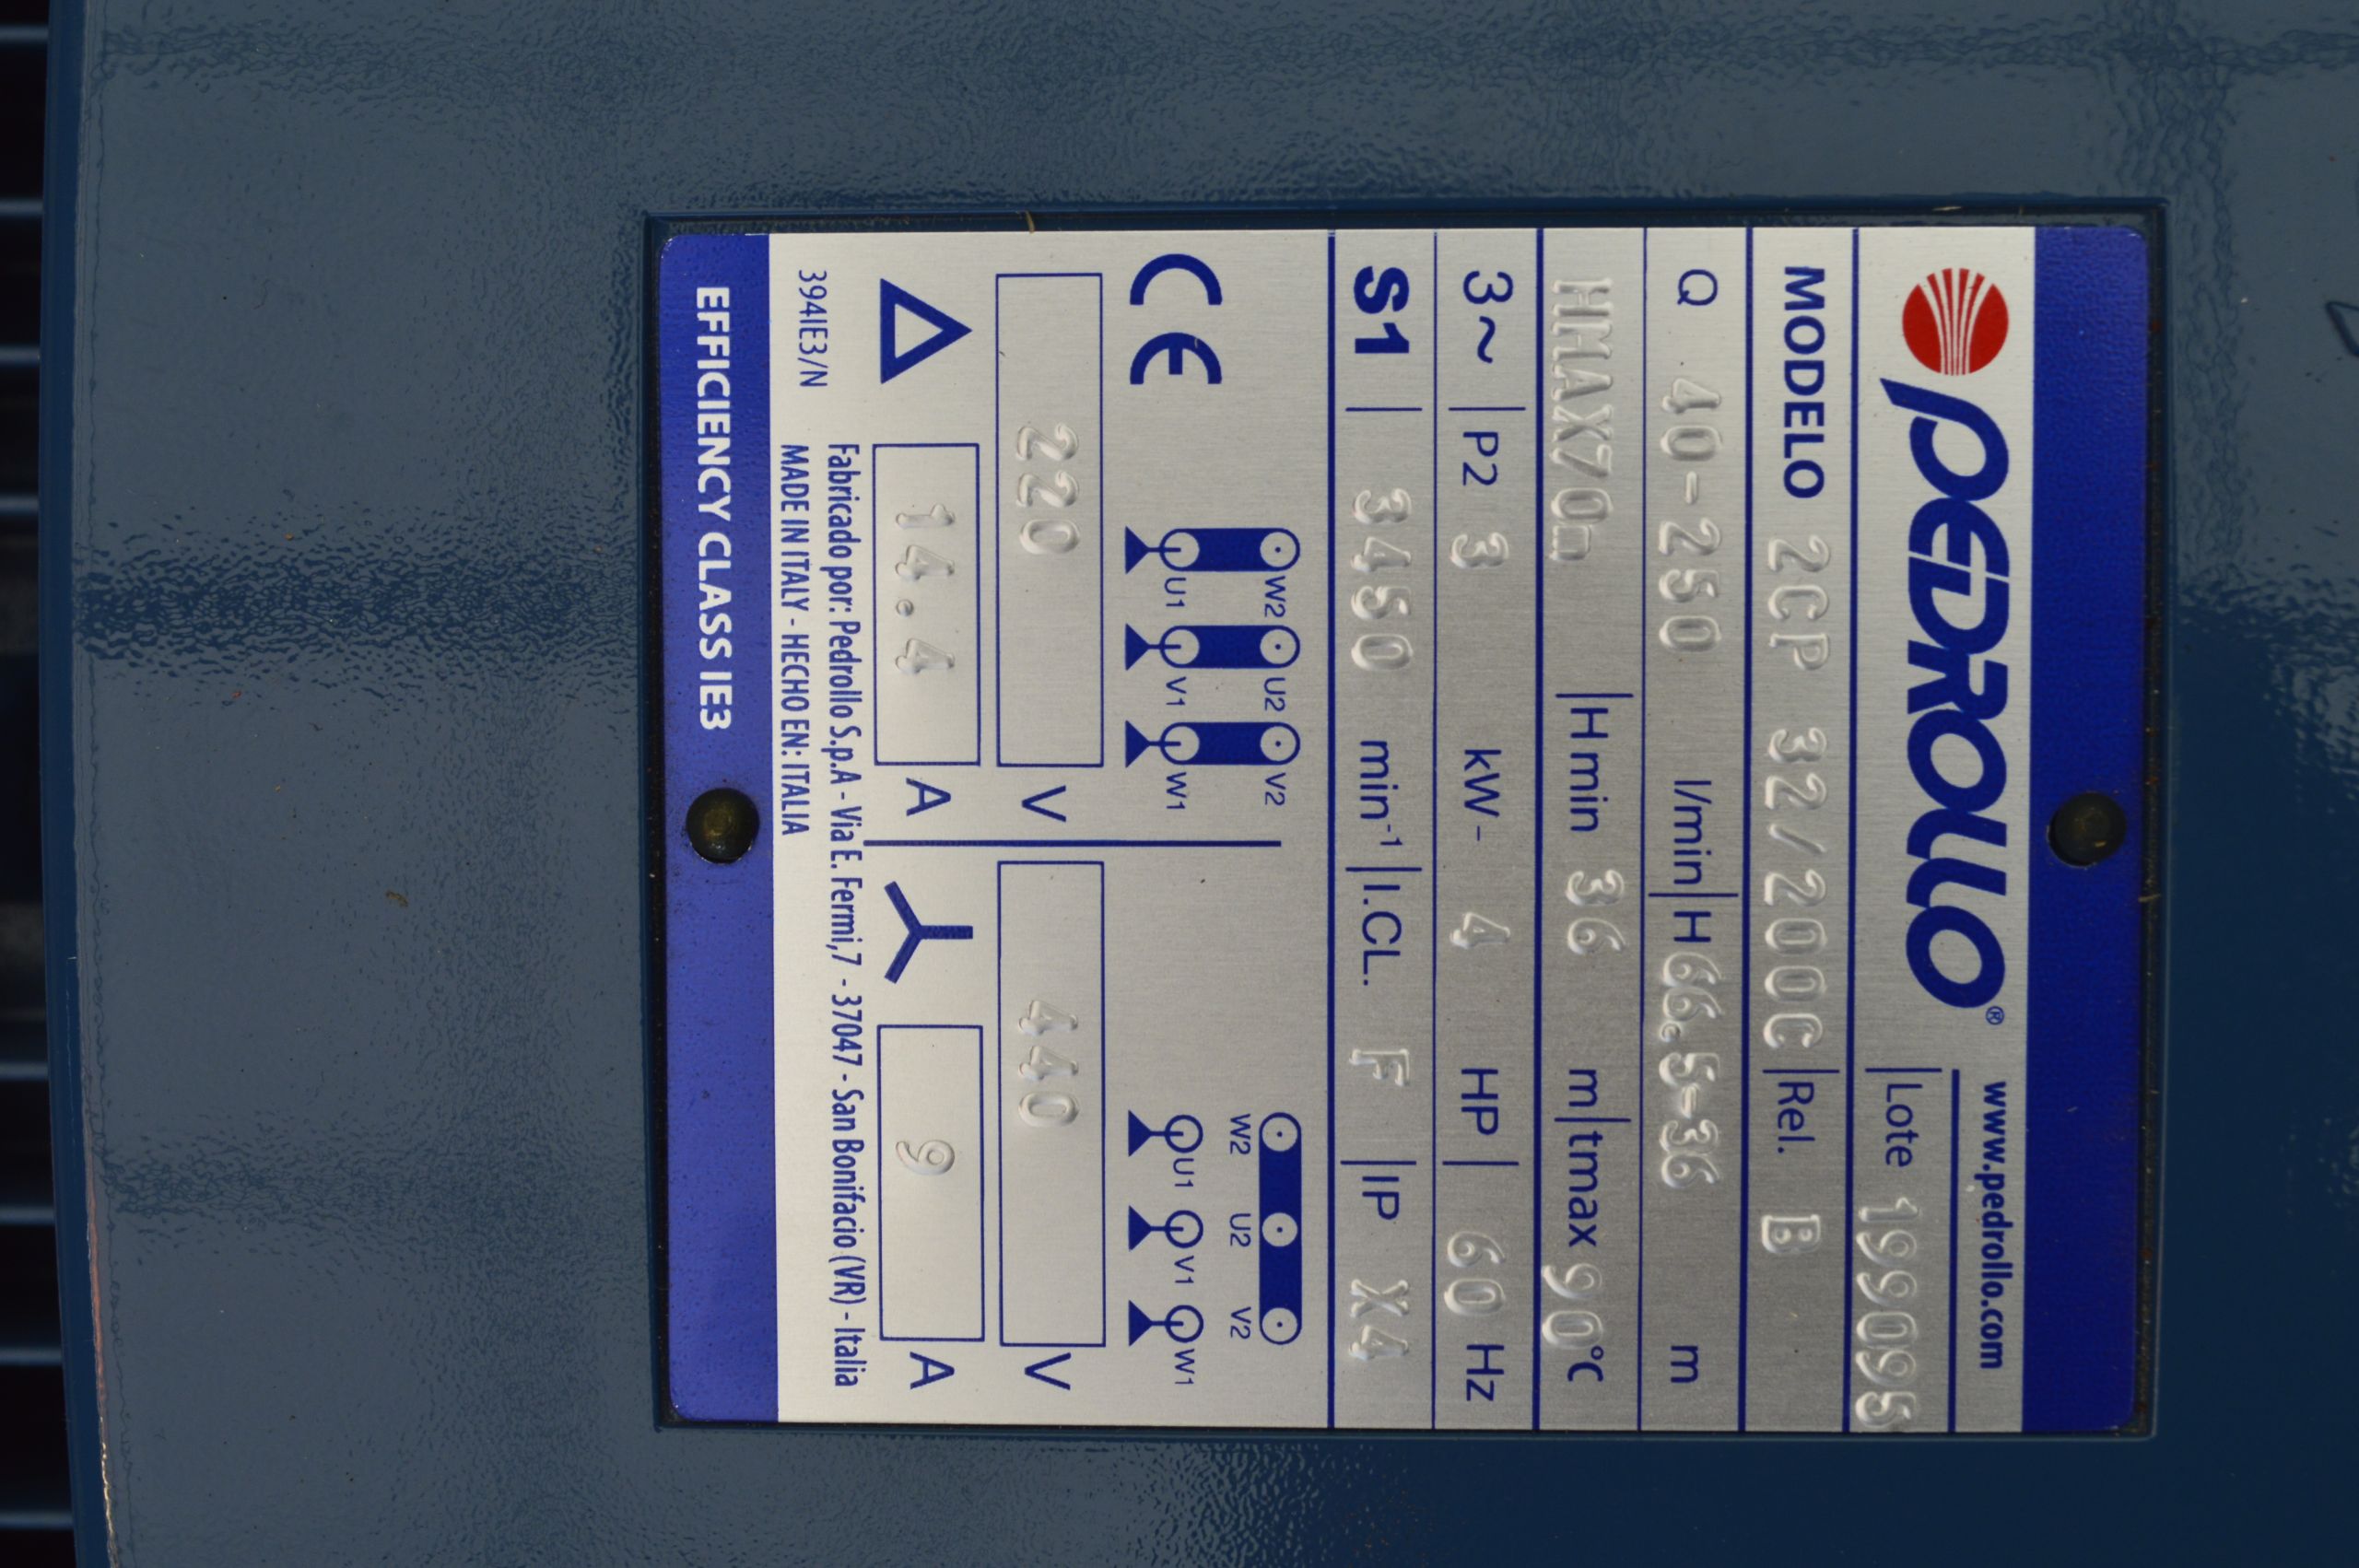 PEDROLLO®
www.pedrollo.com
Lote 199095
MODELO 2CP 32/200C Rel. B
Q 40-250 l/min H 66.5-36 m
HMAX70m Hmin 36 m tmax 90°C
3~ P2 3 kW- 4 HP 60 Hz
S1 3450 min-1 I.CL. F IP X4
CE
W2 U2 V2
U1 V1 W1
W2 U2 V2
U1 V1 W1
220 V 440 V
Δ 14.4 A 9 A
394IE3/N
Fabricado por: Pedrollo S.p.A - Via E. Fermi,7 - 37047 - San Bonifacio (VR) - Italia
MADE IN ITALY - HECHO EN: ITALIA
EFFICIENCY CLASS IE3